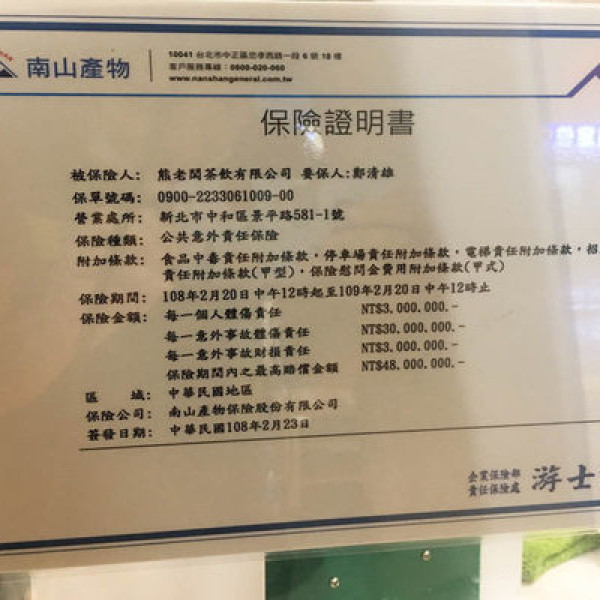 南山產物
10041 台北市中正區忠孝西路一段6號18樓
客戶服務專線：0800-020-060
www.nanshangeneral.com.tw
保險證明書
被保險人：熊老闆茶飲有限公司 要保人：鄭清雄
保單號碼：0900-2233061009-00
營業處所：新北市中和區景平路581-1號
保險種類：公共意外責任保險
附加條款：食品中毒責任附加條款，停車場責任附加條款，電梯責任附加條款，招
責任附加條款(甲型)，保險慰問金費用附加條款(甲式)
保險期間：108年2月20日中午12時起至109年2月20日中午12時止
保險金額：每一個人體傷責任 NT$3.000.000.-
每一意外事故體傷責任 NT$30.000.000.-
每一意外事故財損責任 NT$3.000.000.-
保險期間內之最高賠償金額 NT$48.000.000.-
區域：中華民國地區
保險公司：南山產物保險股份有限公司
簽發日期：中華民國108年2月23日
企業保險部
責任保險處 游士